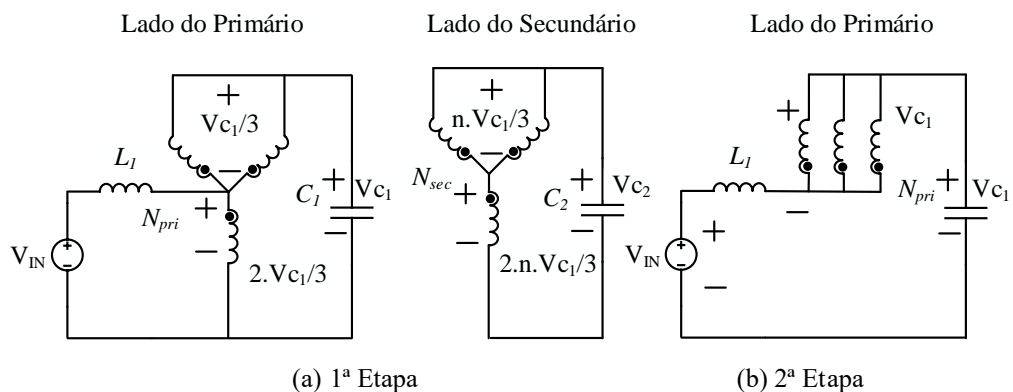 Lado do Primário
Lado do Secundário
Lado do Primário
+
Vc1/3
−
L1
Npri
+
−
VIN
2.Vc1/3
C1
+
−
Vc1
+
n.Vc1/3
−
Nsec
+
−
2.n.Vc1/3
C2
+
−
Vc2
+
Vc1
L1
−
Npri
VIN
+
−
+
−
Vc1
(a) 1ª Etapa
(b) 2ª Etapa